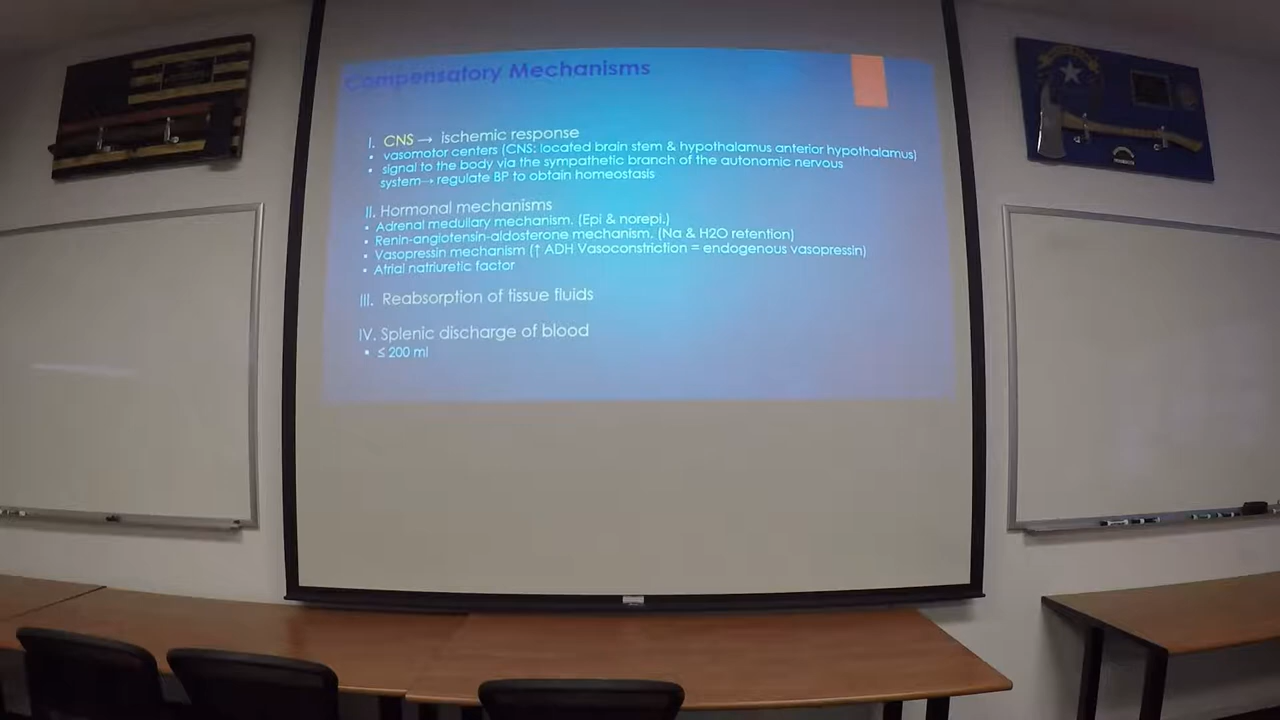 Compensatory Mechanisms
I. CNS → ischemic response
• vasomotor centers (CNS: located brain stem & hypothalamus anterior hypothalamus)
• signal to the body via the sympathetic branch of the autonomic nervous
system→ regulate BP to obtain homeostasis
II. Hormonal mechanisms
• Adrenal medullary mechanism. (Epi & norepi.)
• Renin-angiotensin-aldosterone mechanism. (Na & H2O retention)
• Vasopressin mechanism (↑ ADH Vasoconstriction = endogenous vasopressin)
• Atrial natriuretic factor
III. Reabsorption of tissue fluids
IV. Splenic discharge of blood
• ≤ 200 ml